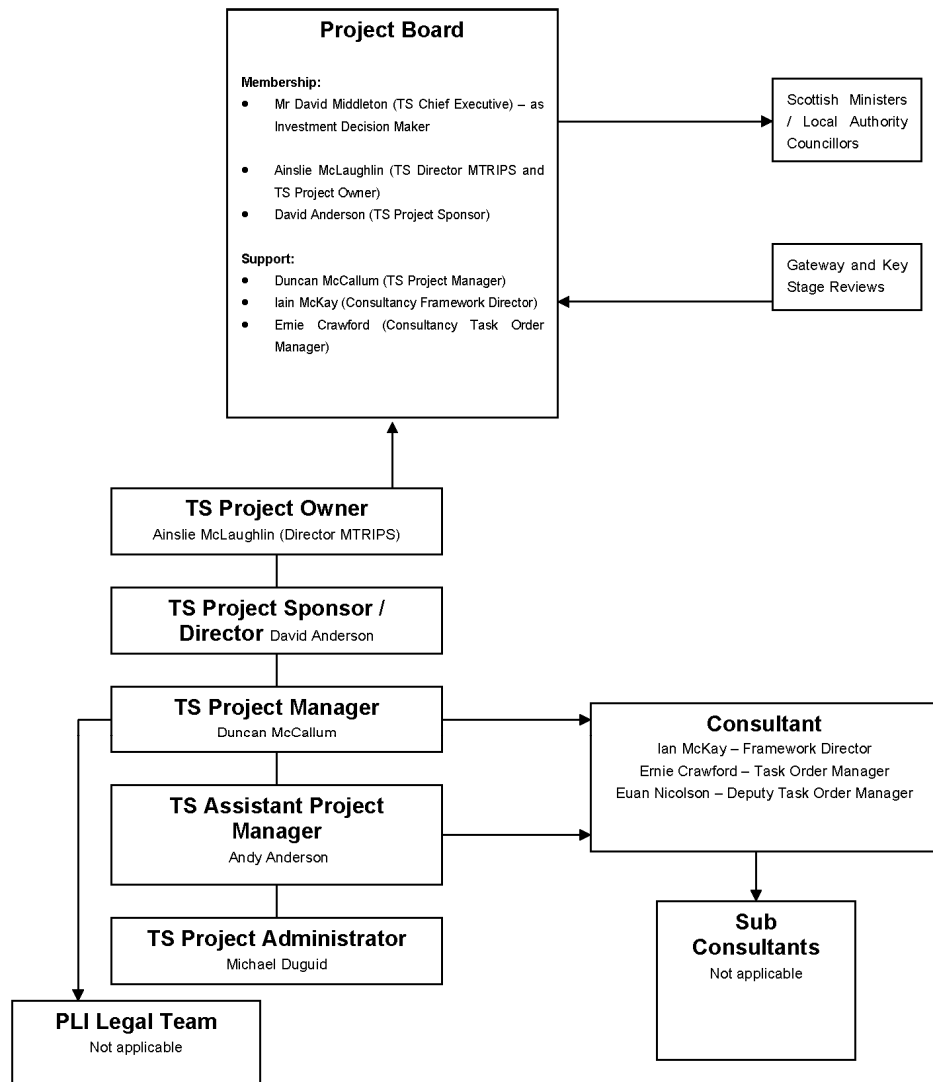 Project Board
Membership:
● Mr David Middleton (TS Chief Executive) – as
Investment Decision Maker
● Ainslie McLaughlin (TS Director MTRIPS and
TS Project Owner)
● David Anderson (TS Project Sponsor)
Support:
● Duncan McCallum (TS Project Manager)
● Iain McKay (Consultancy Framework Director)
● Ernie Crawford (Consultancy Task Order
Manager)
Scottish Ministers
/ Local Authority
Councillors
Gateway and Key
Stage Reviews
TS Project Owner
Ainslie McLaughlin (Director MTRIPS)
TS Project Sponsor /
Director David Anderson
TS Project Manager
Duncan McCallum
Consultant
Ian McKay – Framework Director
Ernie Crawford – Task Order Manager
Euan Nicolson – Deputy Task Order Manager
TS Assistant Project
Manager
Andy Anderson
TS Project Administrator
Michael Duguid
Sub
Consultants
Not applicable
PLI Legal Team
Not applicable